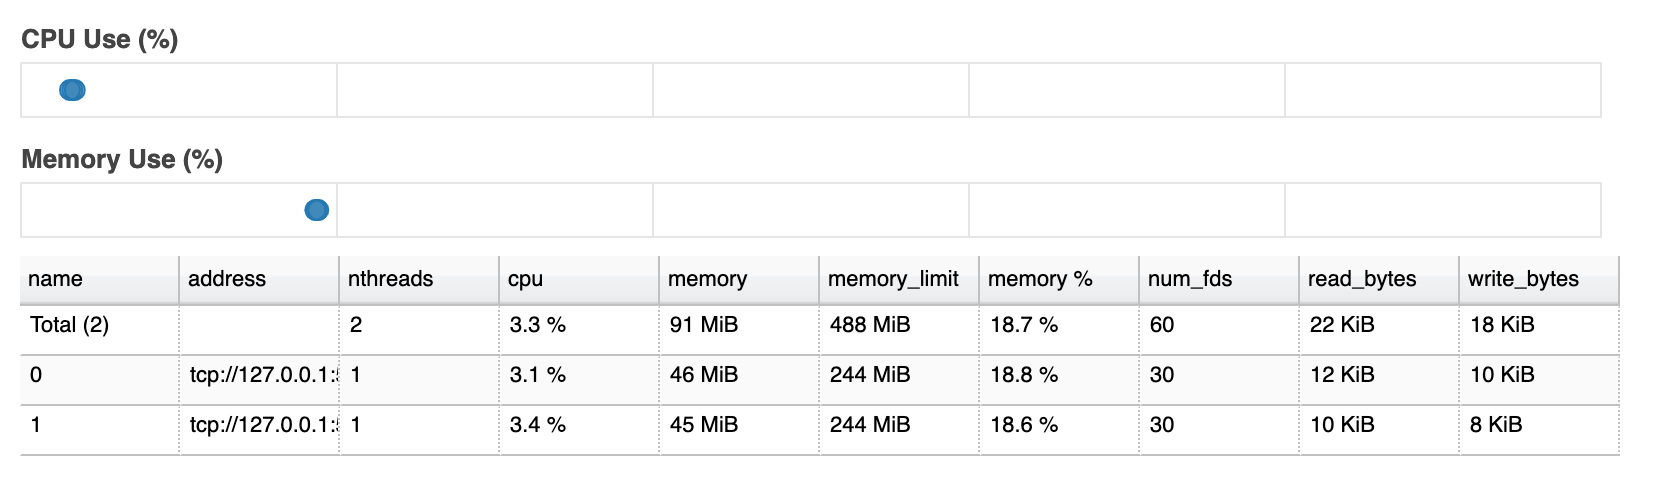 CPU Use (%)
Memory Use (%)
name address nthreads cpu memory memory_limit memory % num_fds read_bytes write_bytes
Total (2) 2 3.3 % 91 MiB 488 MiB 18.7 % 60 22 KiB 18 KiB
0 tcp://127.0.0.1: 1 3.1 % 46 MiB 244 MiB 18.8 % 30 12 KiB 10 KiB
1 tcp://127.0.0.1: 1 3.4 % 45 MiB 244 MiB 18.6 % 30 10 KiB 8 KiB